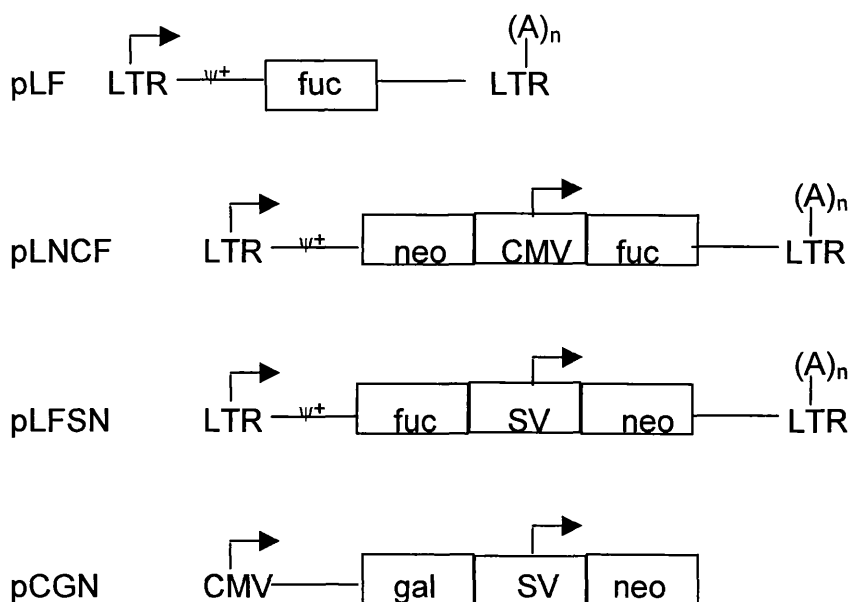 (A)n
pLF LTR ψ+ fuc LTR
(A)n
pLNCF LTR ψ+ neo CMV fuc LTR
(A)n
pLFSN LTR ψ+ fuc SV neo LTR
pCGN CMV gal SV neo